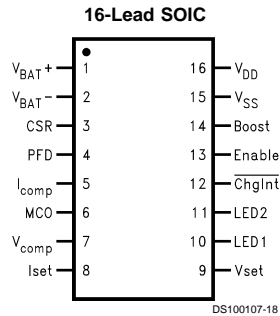 16-Lead SOIC
VBAT+ 1 16 VDD
VBAT- 2 15 VSS
CSR 3 14 Boost
PFD 4 13 Enable
Icomp 5 12 ChgInt
MCO 6 11 LED2
Vcomp 7 10 LED1
Iset 8 9 Vset
DS100107-18